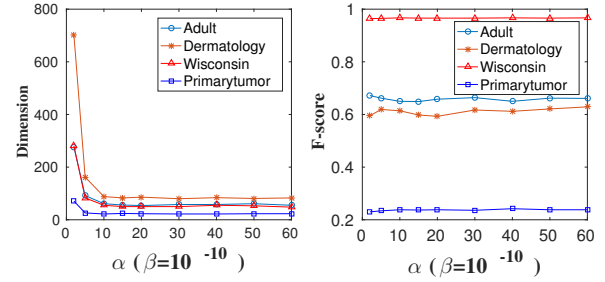 800
600
400
200
0
0 10 20 30 40 50 60
Dimension
α (β=10 -10 )
Adult
Dermatology
Wisconsin
Primarytumor
1
0.8
0.6
0.4
0.2
0 10 20 30 40 50 60
F-score
α (β=10 -10 )
Adult
Dermatology
Wisconsin
Primarytumor